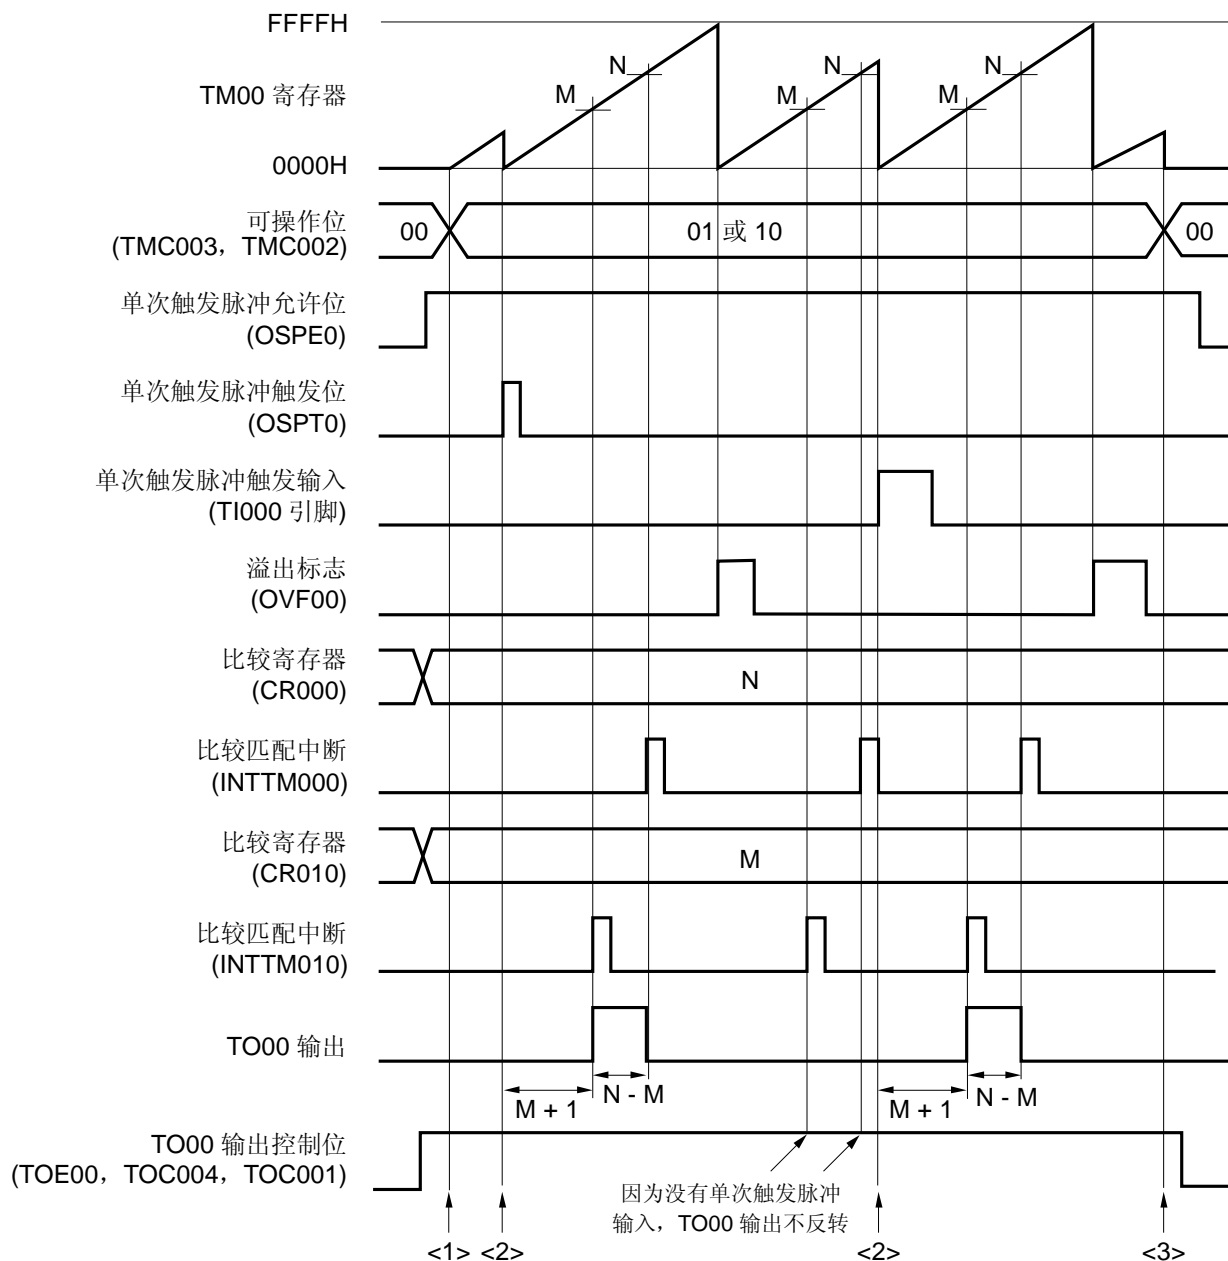 FFFFH
TM00 寄存器
0000H
N
M
N
M
N
M
可操作位
(TMC003，TMC002)
00
01 或 10
00
单次触发脉冲允许位
(OSPE0)
单次触发脉冲触发位
(OSPT0)
单次触发脉冲触发输入
(TI000 引脚)
溢出标志
(OVF00)
比较寄存器
(CR000)
N
比较匹配中断
(INTTM000)
比较寄存器
(CR010)
M
比较匹配中断
(INTTM010)
TO00 输出
M + 1
N - M
M + 1
N - M
TO00 输出控制位
(TOE00，TOC004，TOC001)
因为没有单次触发脉冲
输入，TO00 输出不反转
<1>
<2>
<2>
<3>